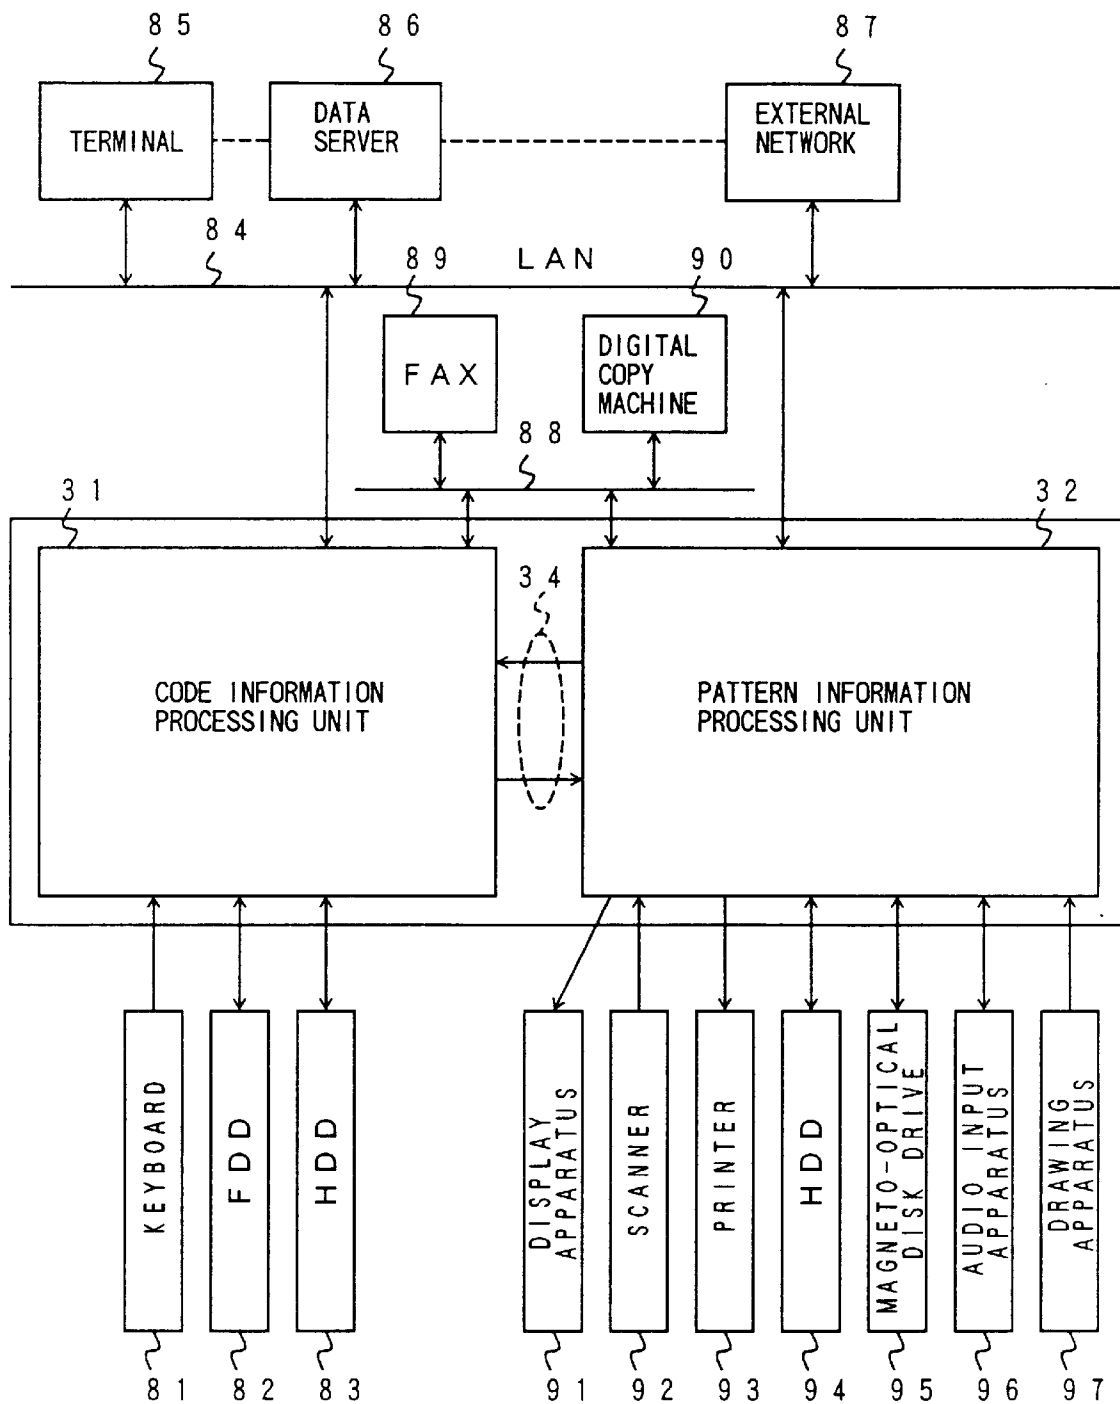 85
86
87
TERMINAL
DATA
SERVER
EXTERNAL
NETWORK
84
89
LAN
90
FAX
DIGITAL
COPY
MACHINE
88
31
32
34
CODE INFORMATION
PROCESSING UNIT
PATTERN INFORMATION
PROCESSING UNIT
KEYBOARD
FDD
HDD
DISPLAY
APPARATUS
SCANNER
PRINTER
HDD
MAGNETO-OPTICAL
DISK DRIVE
AUDIO INPUT
APPARATUS
DRAWING
APPARATUS
81
82
83
91
92
93
94
95
96
97